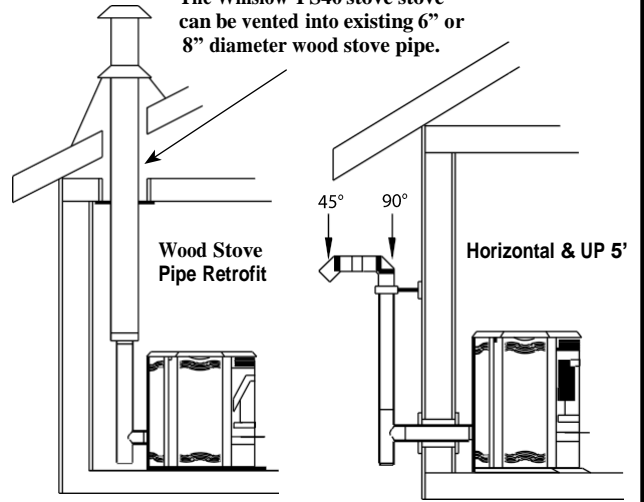 The Winslow PS40 stove stove
can be vented into existing 6” or
8” diameter wood stove pipe.
45° 90°
Wood Stove
Pipe Retrofit
Horizontal & UP 5’